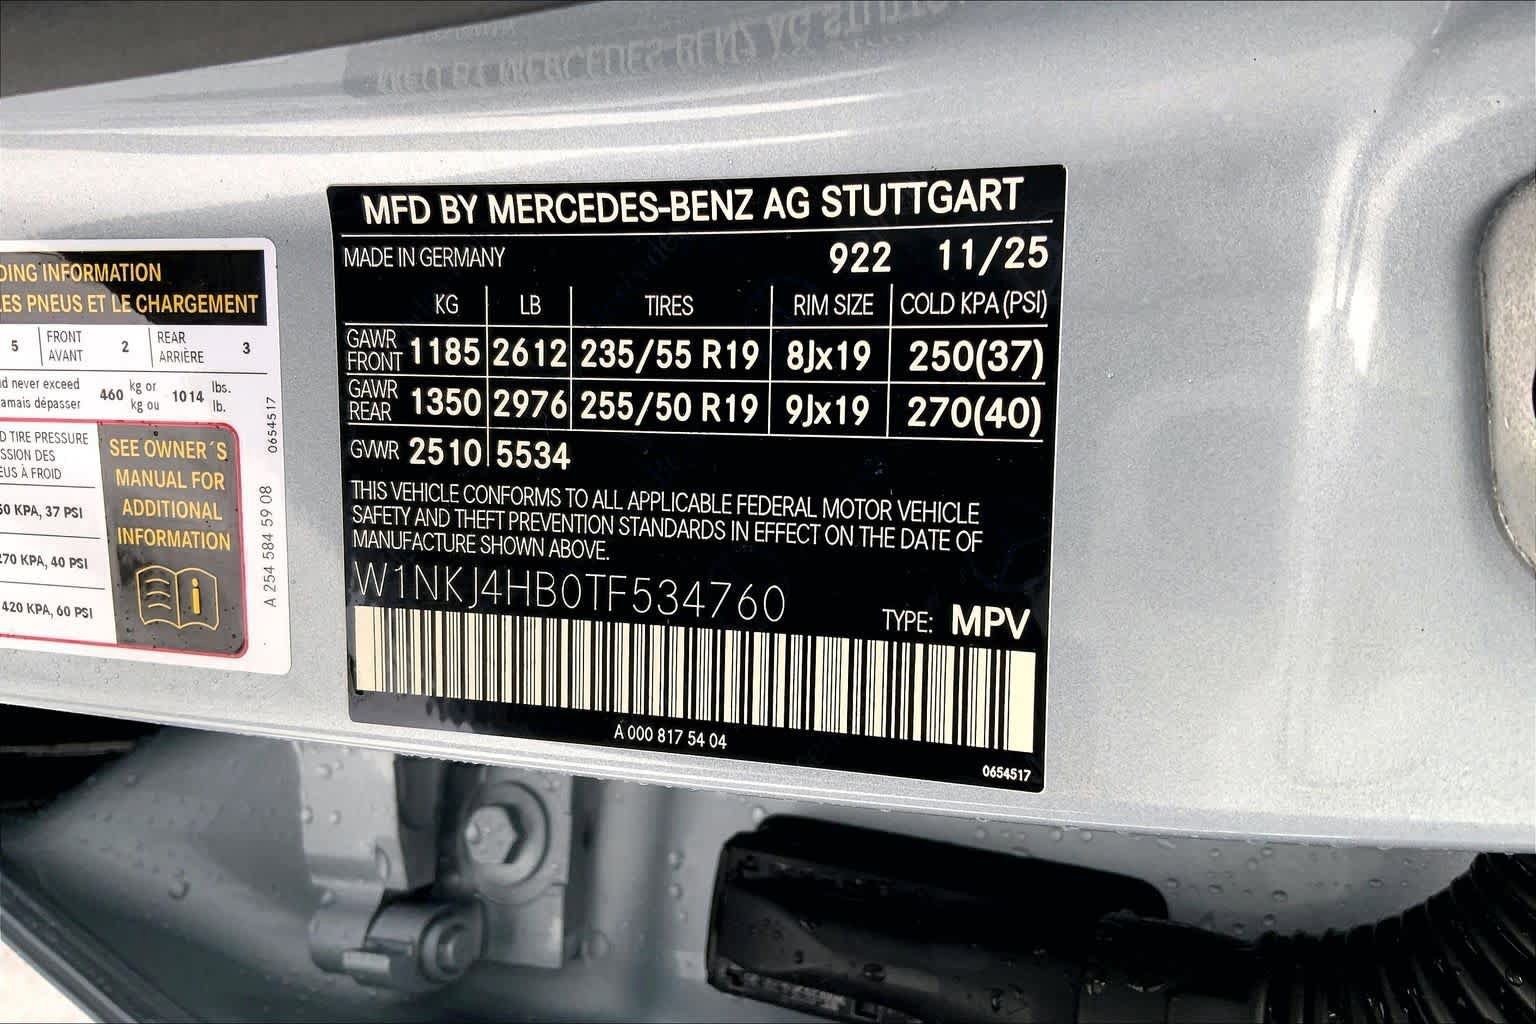 DING INFORMATION
LES PNEUS ET LE CHARGEMENT
5 FRONT AVANT 2 REAR ARRIÈRE 3
never exceed 460 kg or 1014 lbs.
jamais dépasser kg ou lb.
TIRE PRESSURE
SION DES
EUS À FROID
KPA, 37 PSI
270 KPA, 40 PSI
420 KPA, 60 PSI
SEE OWNER´S
MANUAL FOR
ADDITIONAL
INFORMATION
i
0654517
A 254 584 59 08
MFD BY MERCEDES-BENZ AG STUTTGART
MADE IN GERMANY 922 11/25
KG LB TIRES RIM SIZE COLD KPA(PSI)
GAWR FRONT 1185 2612 235/55 R19 8Jx19 250(37)
GAWR REAR 1350 2976 255/50 R19 9Jx19 270(40)
GVWR 2510 5534
THIS VEHICLE CONFORMS TO ALL APPLICABLE FEDERAL MOTOR VEHICLE
SAFETY AND THEFT PREVENTION STANDARDS IN EFFECT ON THE DATE OF
MANUFACTURE SHOWN ABOVE.
W1NKJ4HB0TF534760
TYPE: MPV
A 000 817 54 04
0654517